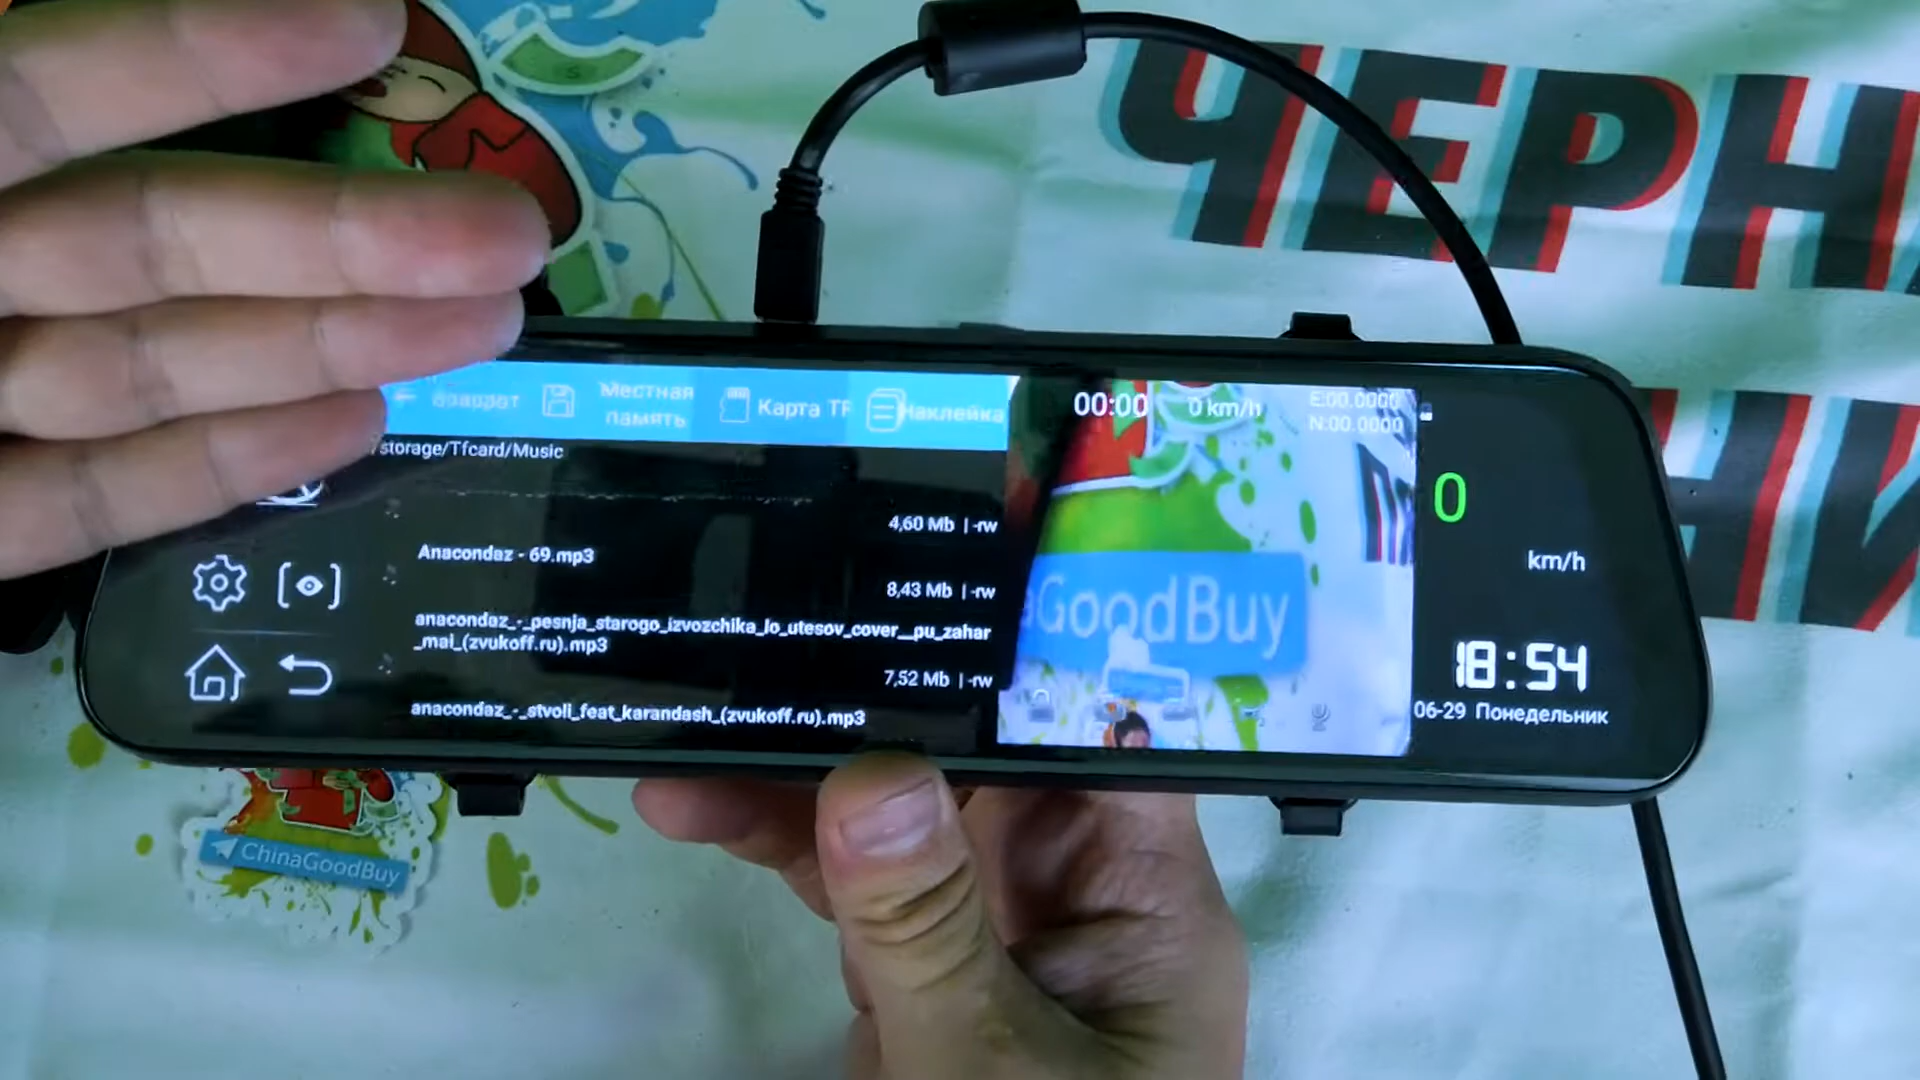 ЧЕРН
Возврат
Местная
память
Карта TF
Наклейка
/storage/Tfcard/Music
4,60 Mb | -rw
Anacondaz - 69.mp3
8,43 Mb | -rw
anacondaz_-_pesnja_starogo_izvozchika_lo_utesov_cover__pu_zahar
_mai_(zvukoff.ru).mp3
7,52 Mb | -rw
anacondaz_-_stvoli_feat_karandash_(zvukoff.ru).mp3
00:00
0 km/h
E:00.0000
N:00.0000
aGoodBuy
0
km/h
18:54
06-29 Понедельник
ChinaGoodBuy